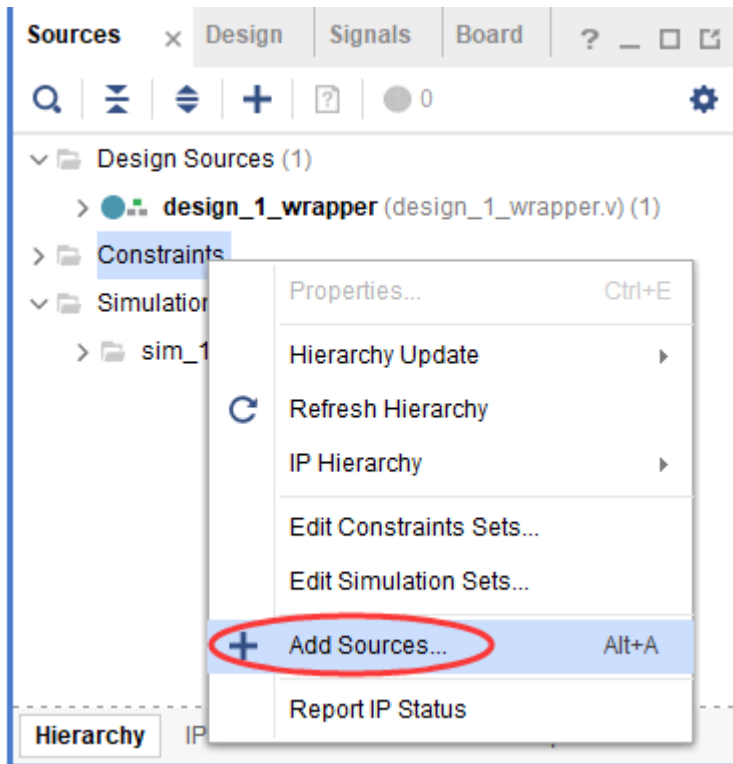 Sources Design Signals Board ?
? 0
Design Sources (1)
design_1_wrapper (design_1_wrapper.v) (1)
Constraints
Simulation
sim_1
Properties... Ctrl+E
Hierarchy Update
Refresh Hierarchy
IP Hierarchy
Edit Constraints Sets...
Edit Simulation Sets...
Add Sources... Alt+A
Report IP Status
Hierarchy IP